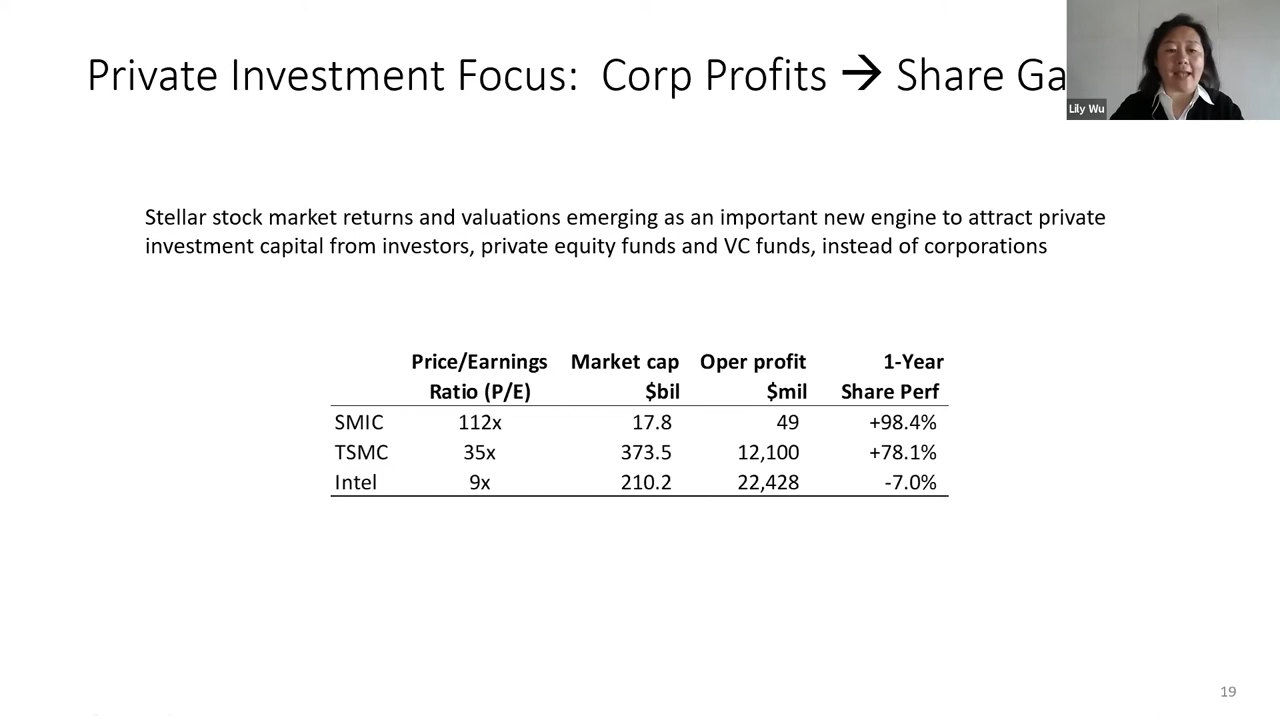 Private Investment Focus: Corp Profits → Share Ga
Lily Wu
Stellar stock market returns and valuations emerging as an important new engine to attract private
investment capital from investors, private equity funds and VC funds, instead of corporations
Price/Earnings Market cap Oper profit 1-Year
Ratio (P/E) $bil $mil Share Perf
SMIC 112x 17.8 49 +98.4%
TSMC 35x 373.5 12,100 +78.1%
Intel 9x 210.2 22,428 -7.0%
19